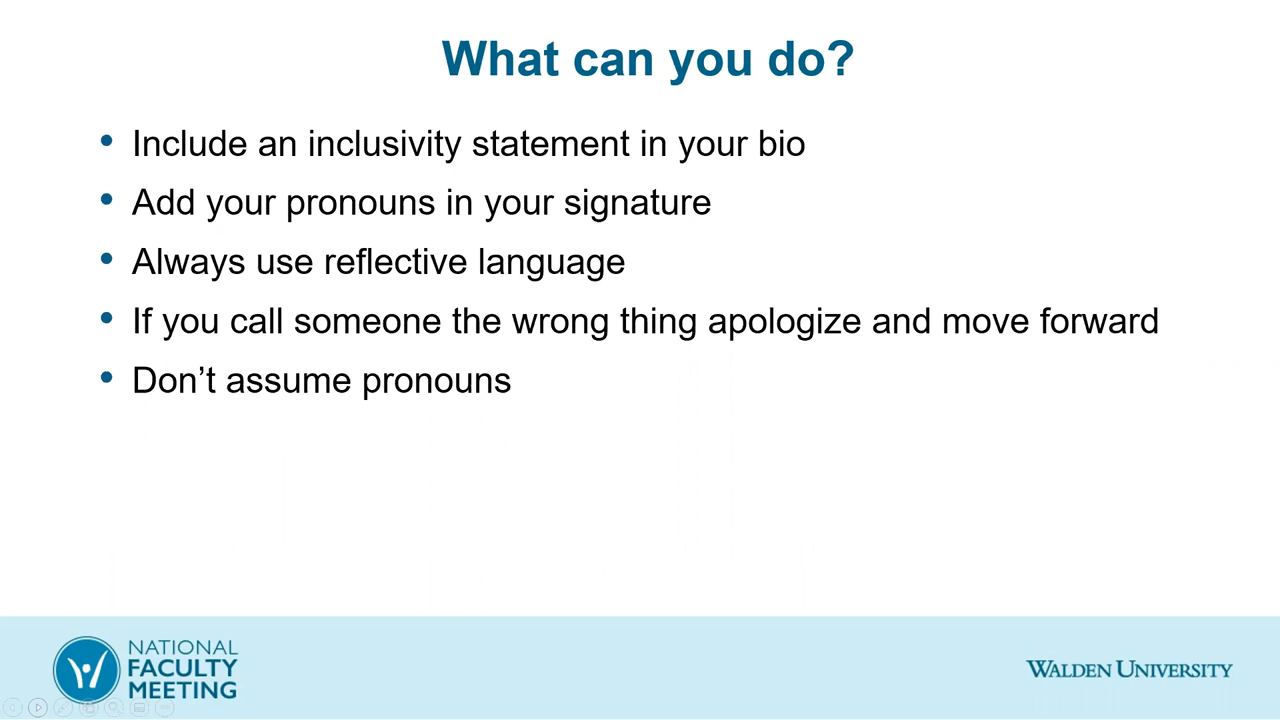 What can you do?
• Include an inclusivity statement in your bio
• Add your pronouns in your signature
• Always use reflective language
• If you call someone the wrong thing apologize and move forward
• Don’t assume pronouns
NATIONAL
FACULTY
MEETING
WALDEN UNIVERSITY